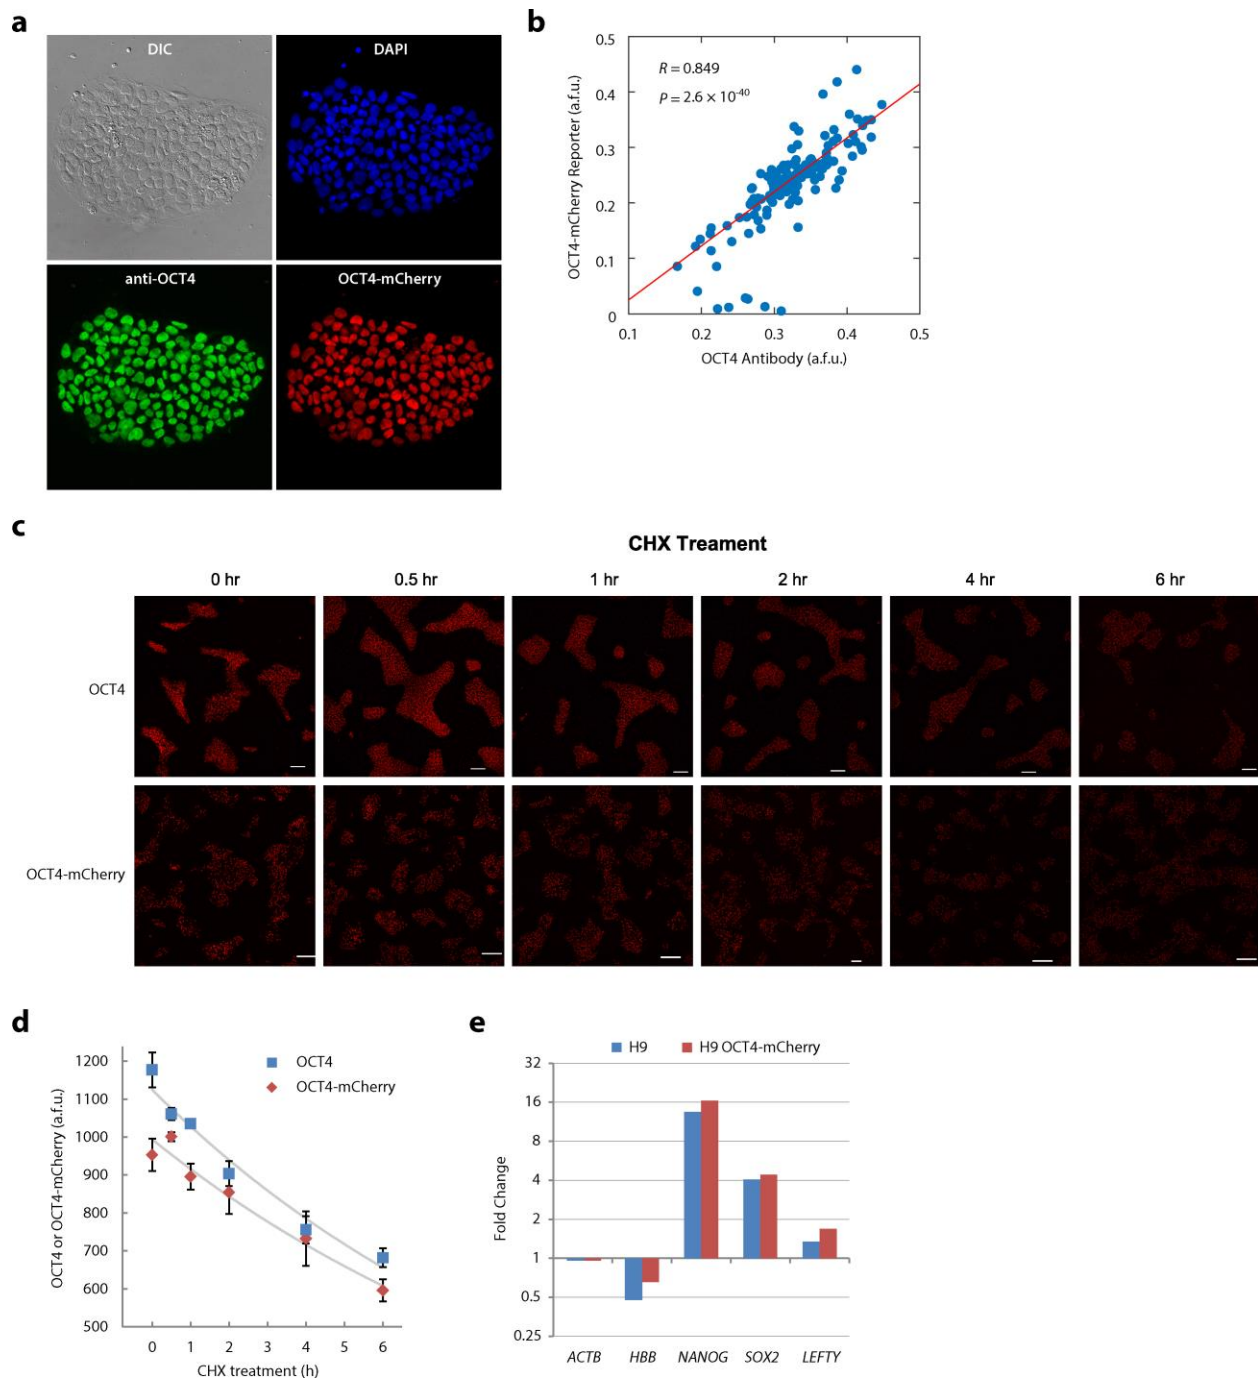 a
DIC
DAPI
anti-OCT4
OCT4-mCherry
b
R = 0.849
P = 2.6 × 10⁻⁴⁰
OCT4-mCherry Reporter (a.f.u.)
0.5
0.4
0.3
0.2
0.1
0
0.1 0.2 0.3 0.4 0.5
OCT4 Antibody (a.f.u.)
c
CHX Treament
0 hr 0.5 hr 1 hr 2 hr 4 hr 6 hr
OCT4
OCT4-mCherry
d
OCT4
OCT4-mCherry
OCT4 or OCT4-mCherry (a.f.u.)
1200
1100
1000
900
800
700
600
500
0 1 2 3 4 5 6
CHX treatment (h)
e
H9 H9 OCT4-mCherry
Fold Change
32
16
8
4
2
1
0.5
0.25
ACTB HBB NANOG SOX2 LEFTY